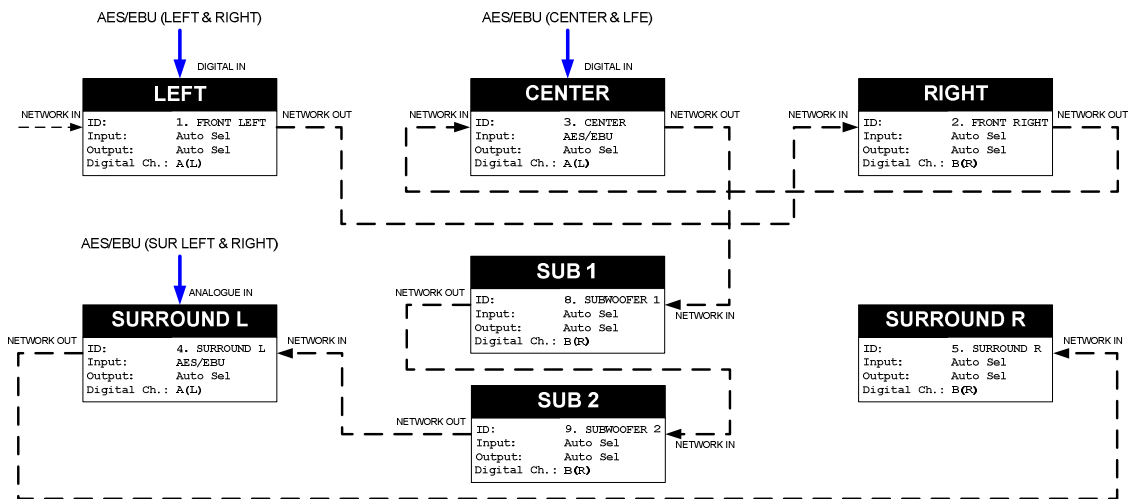 AES/EBU (LEFT & RIGHT)
AES/EBU (CENTER & LFE)
DIGITAL IN
DIGITAL IN
LEFT
CENTER
RIGHT
NETWORK IN
ID: 1. FRONT LEFT
Input: Auto Sel
Output: Auto Sel
Digital Ch.: A(L)
NETWORK OUT
NETWORK IN
ID: 3. CENTER
Input: AES/EBU
Output: Auto Sel
Digital Ch.: A(L)
NETWORK OUT
NETWORK IN
ID: 2. FRONT RIGHT
Input: Auto Sel
Output: Auto Sel
Digital Ch.: B(R)
NETWORK OUT
AES/EBU (SUR LEFT & RIGHT)
ANALOGUE IN
SUB 1
NETWORK OUT
ID: 8. SUBWOOFER 1
Input: Auto Sel
Output: Auto Sel
Digital Ch.: B(R)
NETWORK IN
SURROUND L
SURROUND R
NETWORK OUT
ID: 4. SURROUND L
Input: AES/EBU
Output: Auto Sel
Digital Ch.: A(L)
NETWORK IN
ID: 5. SURROUND R
Input: Auto Sel
Output: Auto Sel
Digital Ch.: B(R)
NETWORK IN
SUB 2
NETWORK OUT
ID: 9. SUBWOOFER 2
Input: Auto Sel
Output: Auto Sel
Digital Ch.: B(R)
NETWORK IN